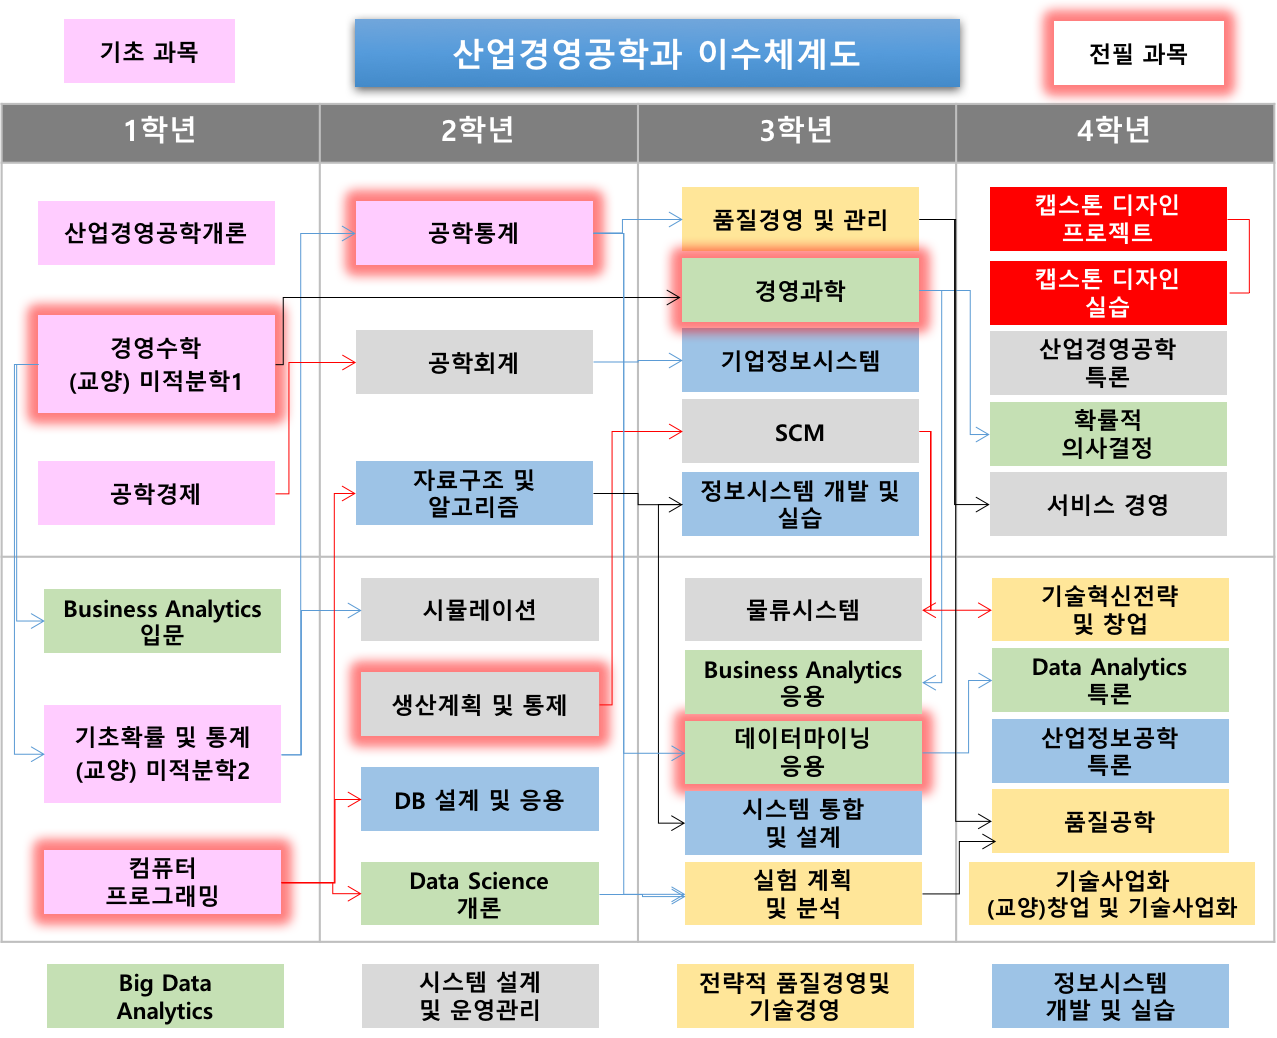 기초 과목
산업경영공학과 이수체계도
전필 과목
1학년
2학년
3학년
4학년
산업경영공학개론
경영수학
(교양) 미적분학1
공학경제
Business Analytics
입문
기초확률 및 통계
(교양) 미적분학2
컴퓨터
프로그래밍
공학통계
공학회계
자료구조 및
알고리즘
시뮬레이션
생산계획 및 통제
DB 설계 및 응용
Data Science
개론
품질경영 및 관리
경영과학
기업정보시스템
SCM
정보시스템 개발 및
실습
물류시스템
Business Analytics
응용
데이터마이닝
응용
시스템 통합
및 설계
실험 계획
및 분석
캡스톤 디자인
프로젝트
캡스톤 디자인
실습
산업경영공학
특론
확률적
의사결정
서비스 경영
기술혁신전략
및 창업
Data Analytics
특론
산업정보공학
특론
품질공학
기술사업화
(교양)창업 및 기술사업화
Big Data
Analytics
시스템 설계
및 운영관리
전략적 품질경영및
기술경영
정보시스템
개발 및 실습